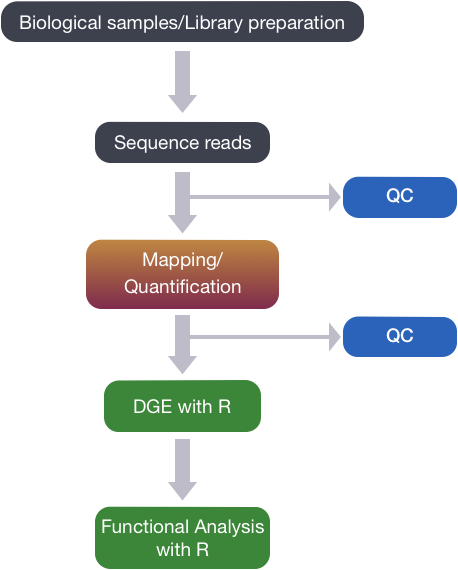 Biological samples/Library preparation
Sequence reads
QC
Mapping/
Quantification
QC
DGE with R
Functional Analysis
with R